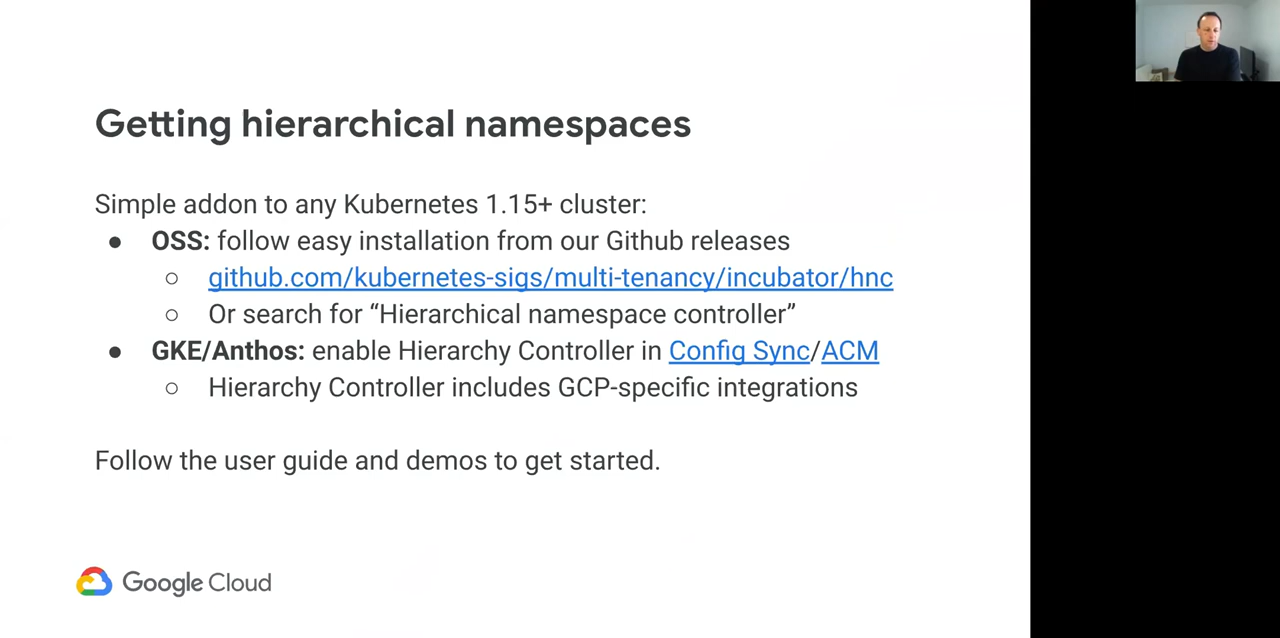 Getting hierarchical namespaces
Simple addon to any Kubernetes 1.15+ cluster:
● OSS: follow easy installation from our Github releases
○ github.com/kubernetes-sigs/multi-tenancy/incubator/hnc
○ Or search for “Hierarchical namespace controller”
● GKE/Anthos: enable Hierarchy Controller in Config Sync/ACM
○ Hierarchy Controller includes GCP-specific integrations
Follow the user guide and demos to get started.
Google Cloud